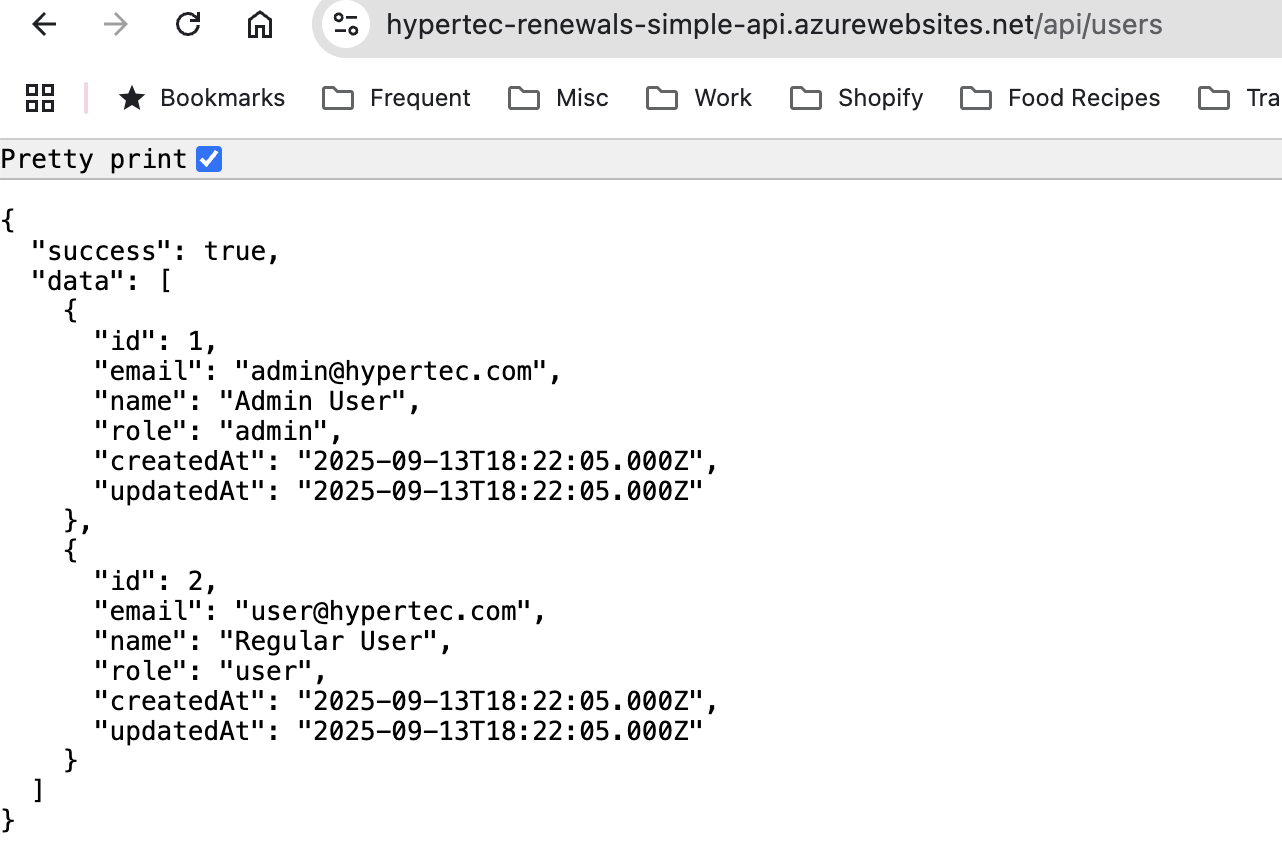 hypertec-renewals-simple-api.azurewebsites.net/api/users
Bookmarks Frequent Misc Work Shopify Food Recipes Tra
Pretty print
{
  "success": true,
  "data": [
    {
      "id": 1,
      "email": "admin@hypertec.com",
      "name": "Admin User",
      "role": "admin",
      "createdAt": "2025-09-13T18:22:05.000Z",
      "updatedAt": "2025-09-13T18:22:05.000Z"
    },
    {
      "id": 2,
      "email": "user@hypertec.com",
      "name": "Regular User",
      "role": "user",
      "createdAt": "2025-09-13T18:22:05.000Z",
      "updatedAt": "2025-09-13T18:22:05.000Z"
    }
  ]
}